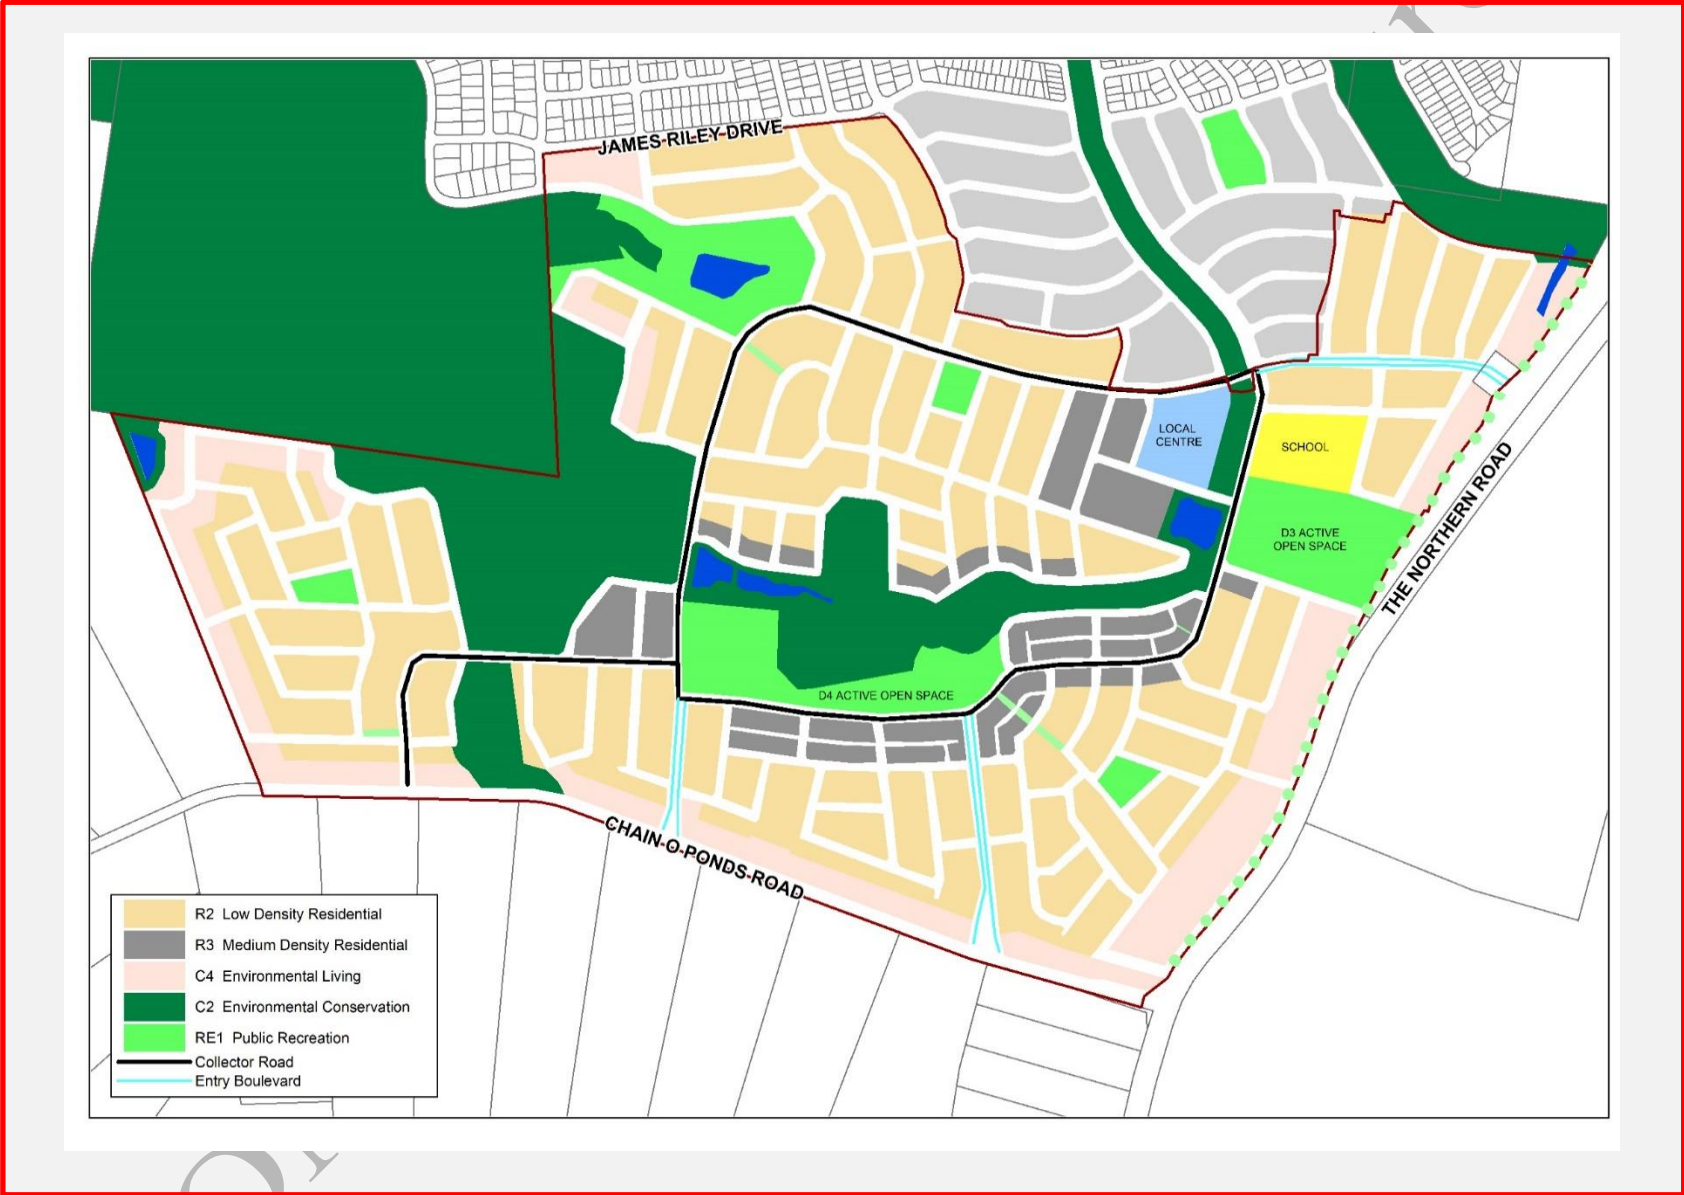 JAMES RILEY DRIVE
LOCAL
CENTRE
SCHOOL
D3 ACTIVE
OPEN SPACE
THE NORTHERN ROAD
D4 ACTIVE OPEN SPACE
CHAIN-O-PONDS-ROAD
R2 Low Density Residential
R3 Medium Density Residential
C4 Environmental Living
C2 Environmental Conservation
RE1 Public Recreation
Collector Road
Entry Boulevard